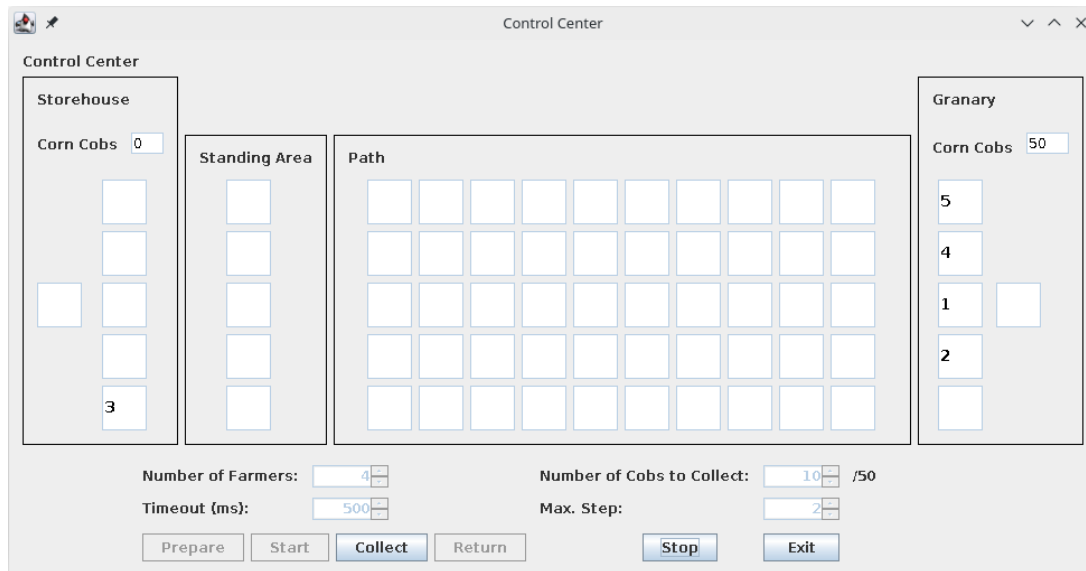 Control Center
Control Center
Storehouse
Granary
Corn Cobs 0
Corn Cobs 50
Standing Area
Path
5
4
1
2
3
Number of Farmers: 4
Number of Cobs to Collect: 10 /50
Timeout (ms): 500
Max. Step: 2
Prepare Start Collect Return Stop Exit